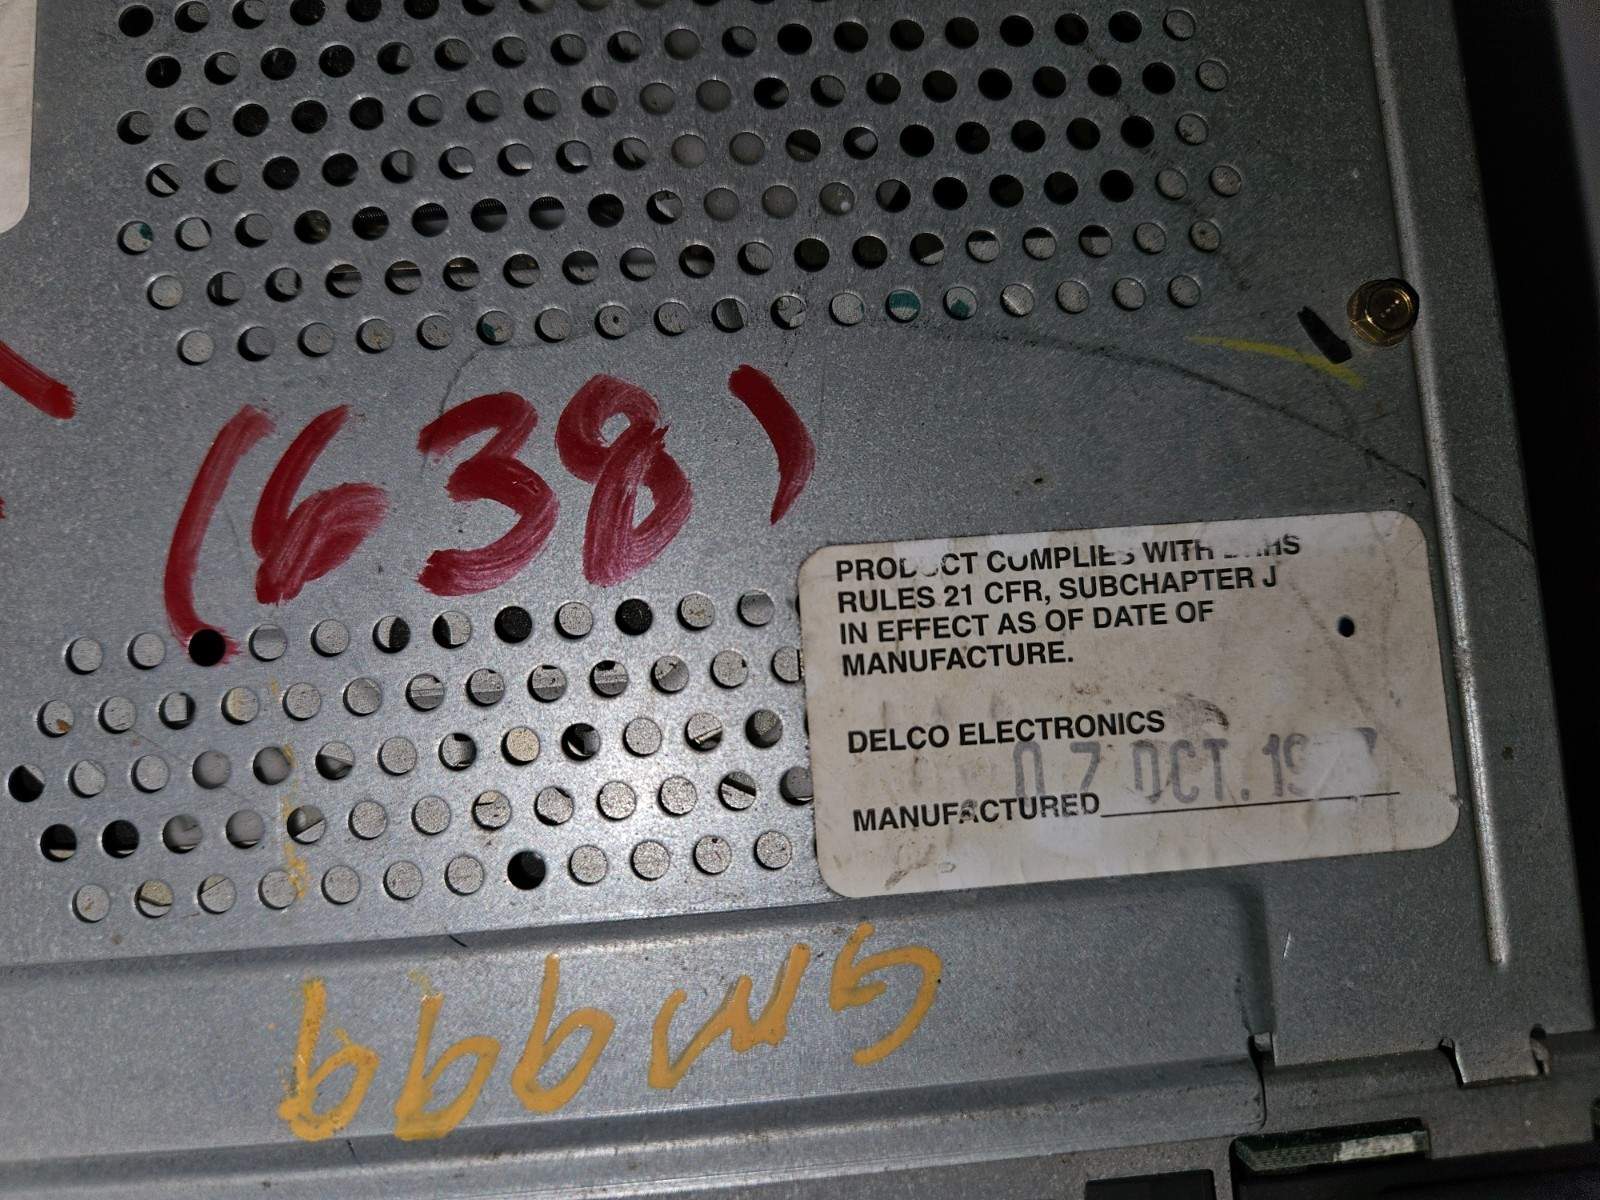 (638)
PRODUCT COMPLIES WITH DHHS
RULES 21 CFR, SUBCHAPTER J
IN EFFECT AS OF DATE OF
MANUFACTURE.
DELCO ELECTRONICS
07 OCT.
MANUFACTURED
GM999